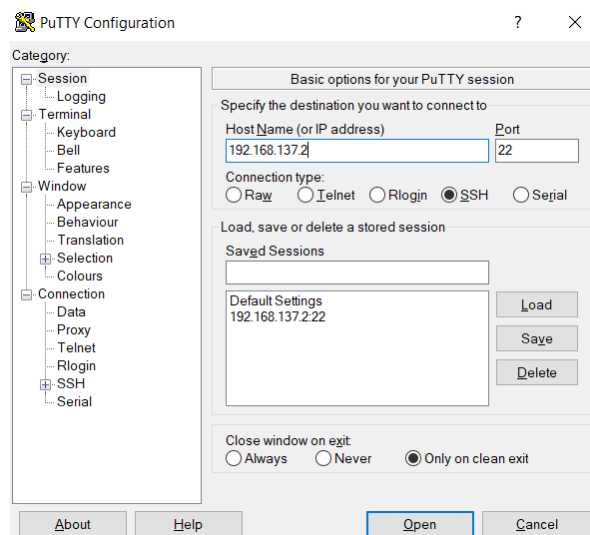 PuTTY Configuration ? ×
Category:
Session
Logging
Terminal
Keyboard
Bell
Features
Window
Appearance
Behaviour
Translation
Selection
Colours
Connection
Data
Proxy
Telnet
Rlogin
SSH
Serial
Basic options for your PuTTY session
Specify the destination you want to connect to
Host Name (or IP address) Port
192.168.137.2 22
Connection type:
Raw Telnet Rlogin SSH Serial
Load, save or delete a stored session
Saved Sessions
Default Settings
192.168.137.2:22
Load
Save
Delete
Close window on exit:
Always Never Only on clean exit
About Help Open Cancel